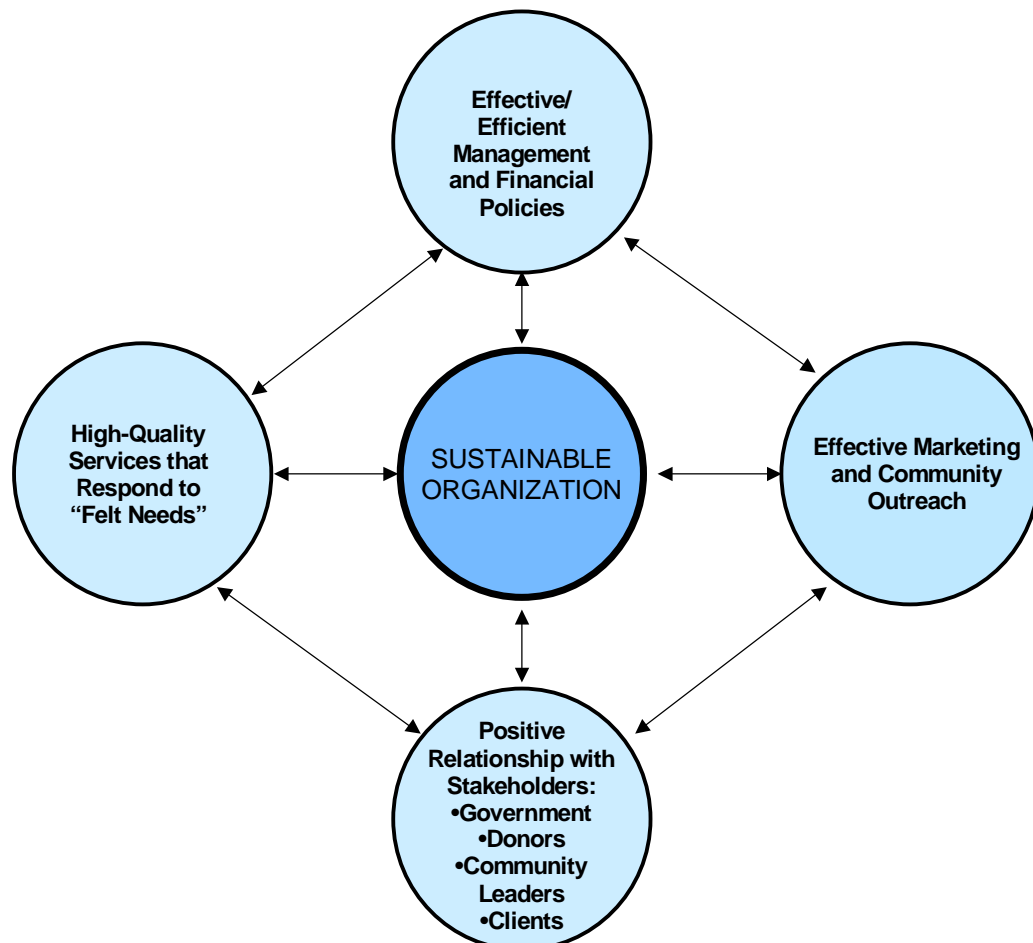 Effective/
Efficient
Management
and Financial
Policies
High-Quality
Services that
Respond to
“Felt Needs”
SUSTAINABLE
ORGANIZATION
Effective Marketing
and Community
Outreach
Positive
Relationship with
Stakeholders:
•Government
•Donors
•Community
Leaders
•Clients